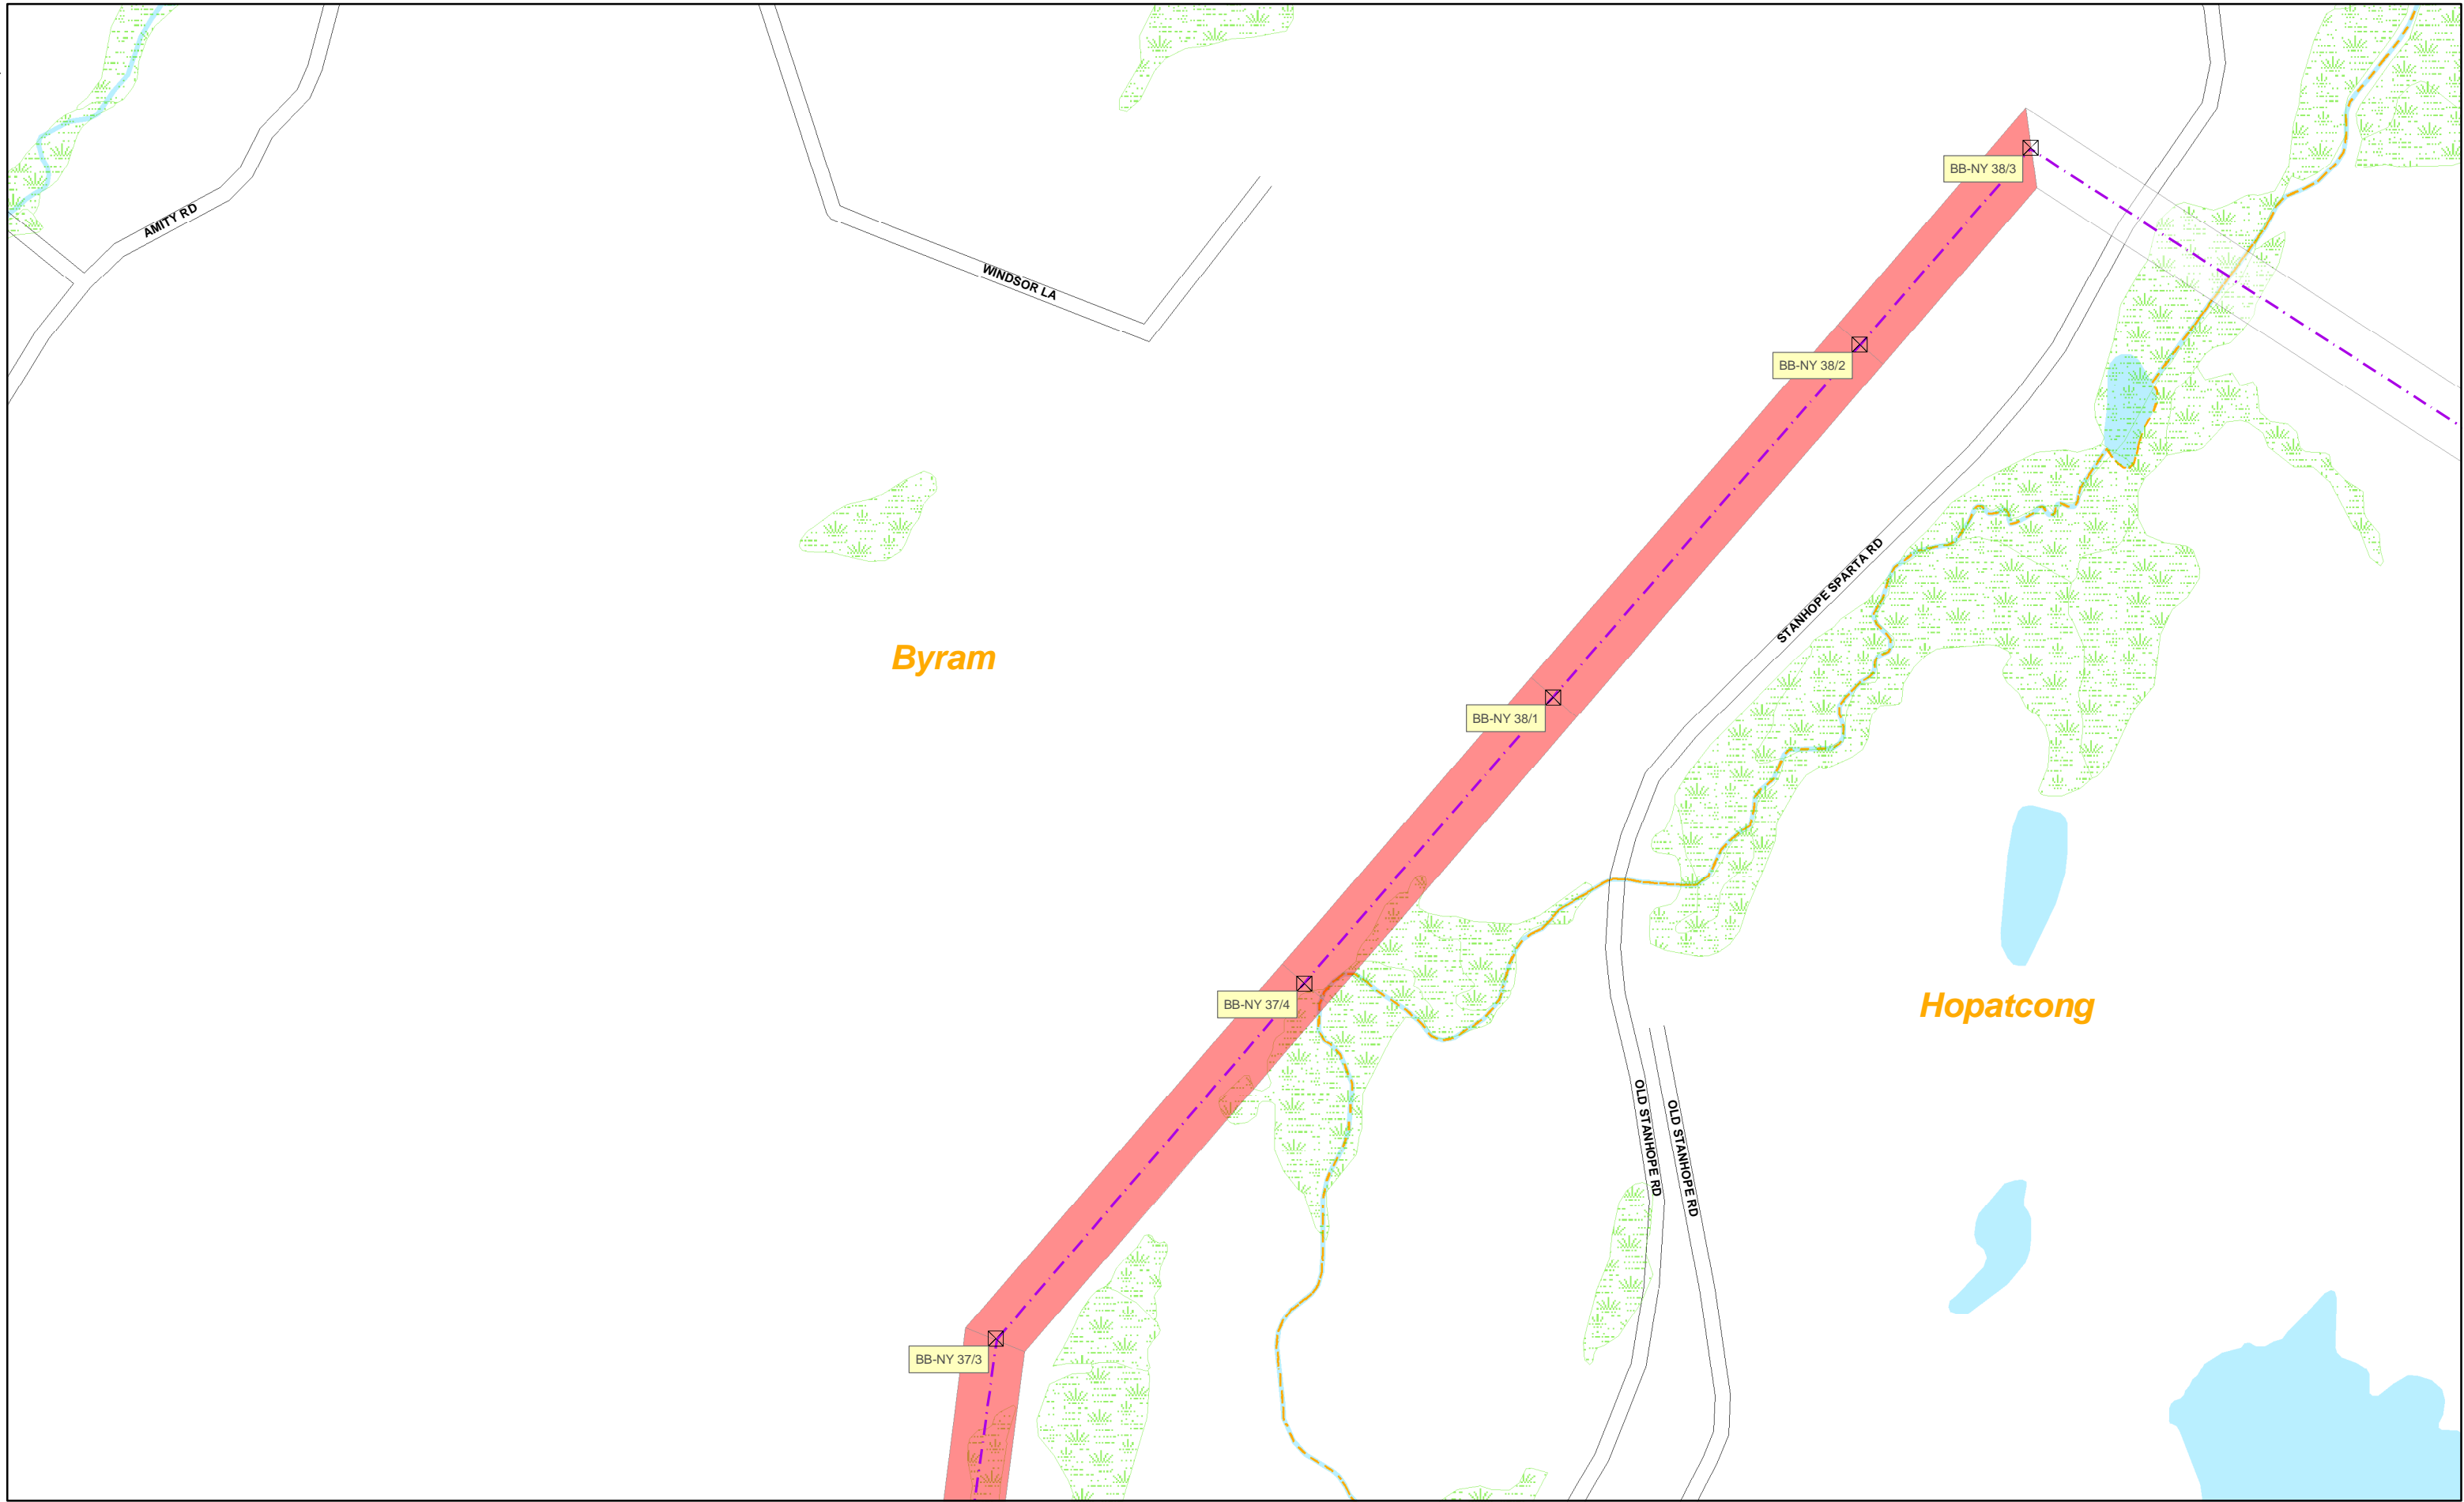 BB-NY 38/3
AMITY RD
WINDSOR LA
BB-NY 38/2
STANHOPE SPARTA RD
Byram
BB-NY 38/1
BB-NY 37/4
Hopatcong
OLD STANHOPE RD
OLD STANHOPE RD
BB-NY 37/3